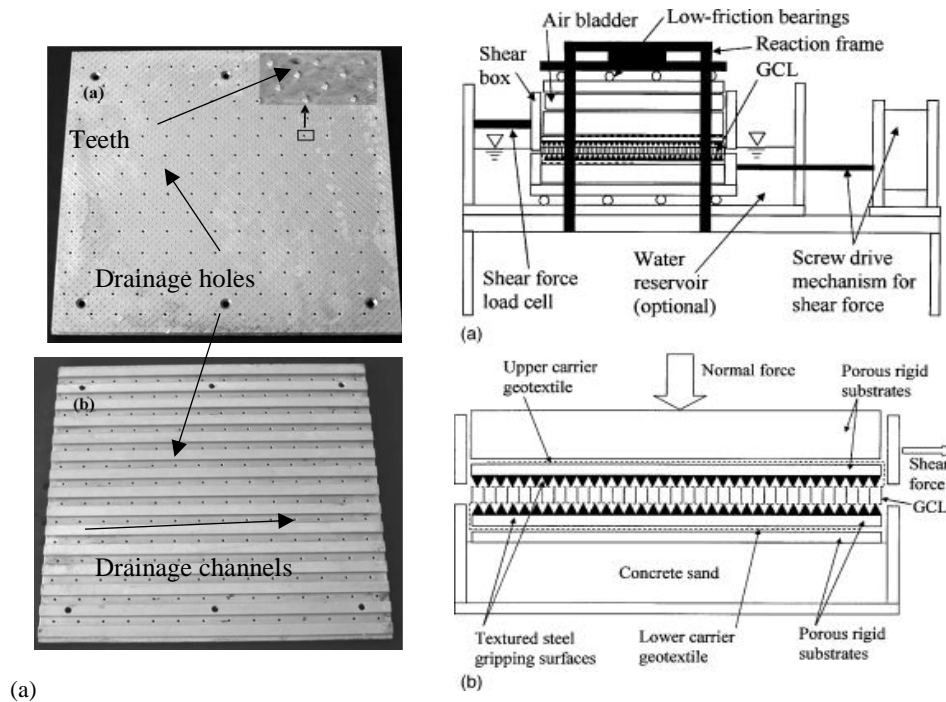 (a)
Teeth
Drainage holes
(b)
Drainage channels
(a)
Air bladder
Low-friction bearings
Shear
box
Reaction frame
GCL
Shear force
load cell
Water
reservoir
(optional)
Screw drive
mechanism for
shear force
(a)
Upper carrier
geotextile
Normal force
Porous rigid
substrates
Shear
force
GCL
Concrete sand
Textured steel
gripping surfaces
Lower carrier
geotextile
Porous rigid
substrates
(b)